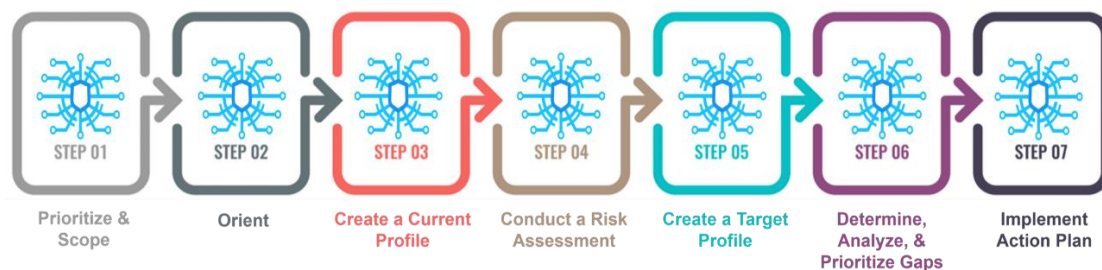 STEP 01
STEP 02
STEP 03
STEP 04
STEP 05
STEP 06
STEP 07
Prioritize &
Scope
Orient
Create a Current
Profile
Conduct a Risk
Assessment
Create a Target
Profile
Determine,
Analyze, &
Prioritize Gaps
Implement
Action Plan